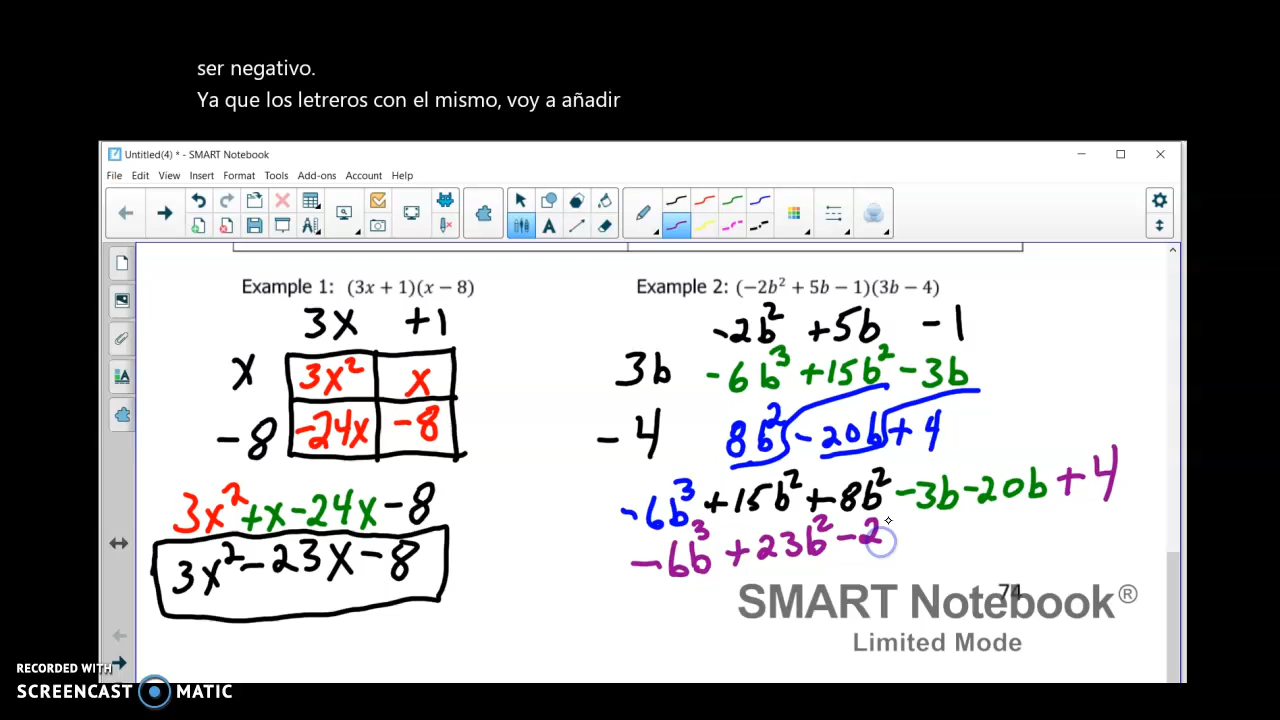 ser negativo.
Ya que los letreros con el mismo, voy a añadir
Untitled(4) * - SMART Notebook
File Edit View Insert Format Tools Add-ons Account Help
Example 1: (3x + 1)(x − 8)
3x +1
x 3x² x
-8 -24x -8
3x² +x -24x -8
3x² - 23x - 8
Example 2: (−2b² + 5b − 1)(3b − 4)
-2b² +5b -1
3b -6b³ +15b² -3b
-4 8b² -20b +4
-6b³ +15b² +8b² -3b -20b +4
-6b³ +23b² -2
74
SMART Notebook®
Limited Mode
RECORDED WITH
SCREENCAST MATIC